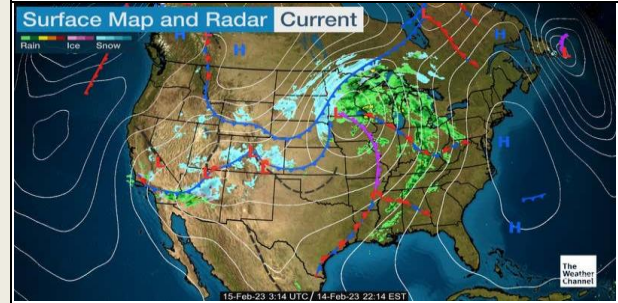 Surface Map and Radar Current
Rain Ice Snow
H H H
L
L L
L
L
H
H
15-Feb-23 3:14 UTC / 14-Feb-23 22:14 EST
The
Weather
Channel